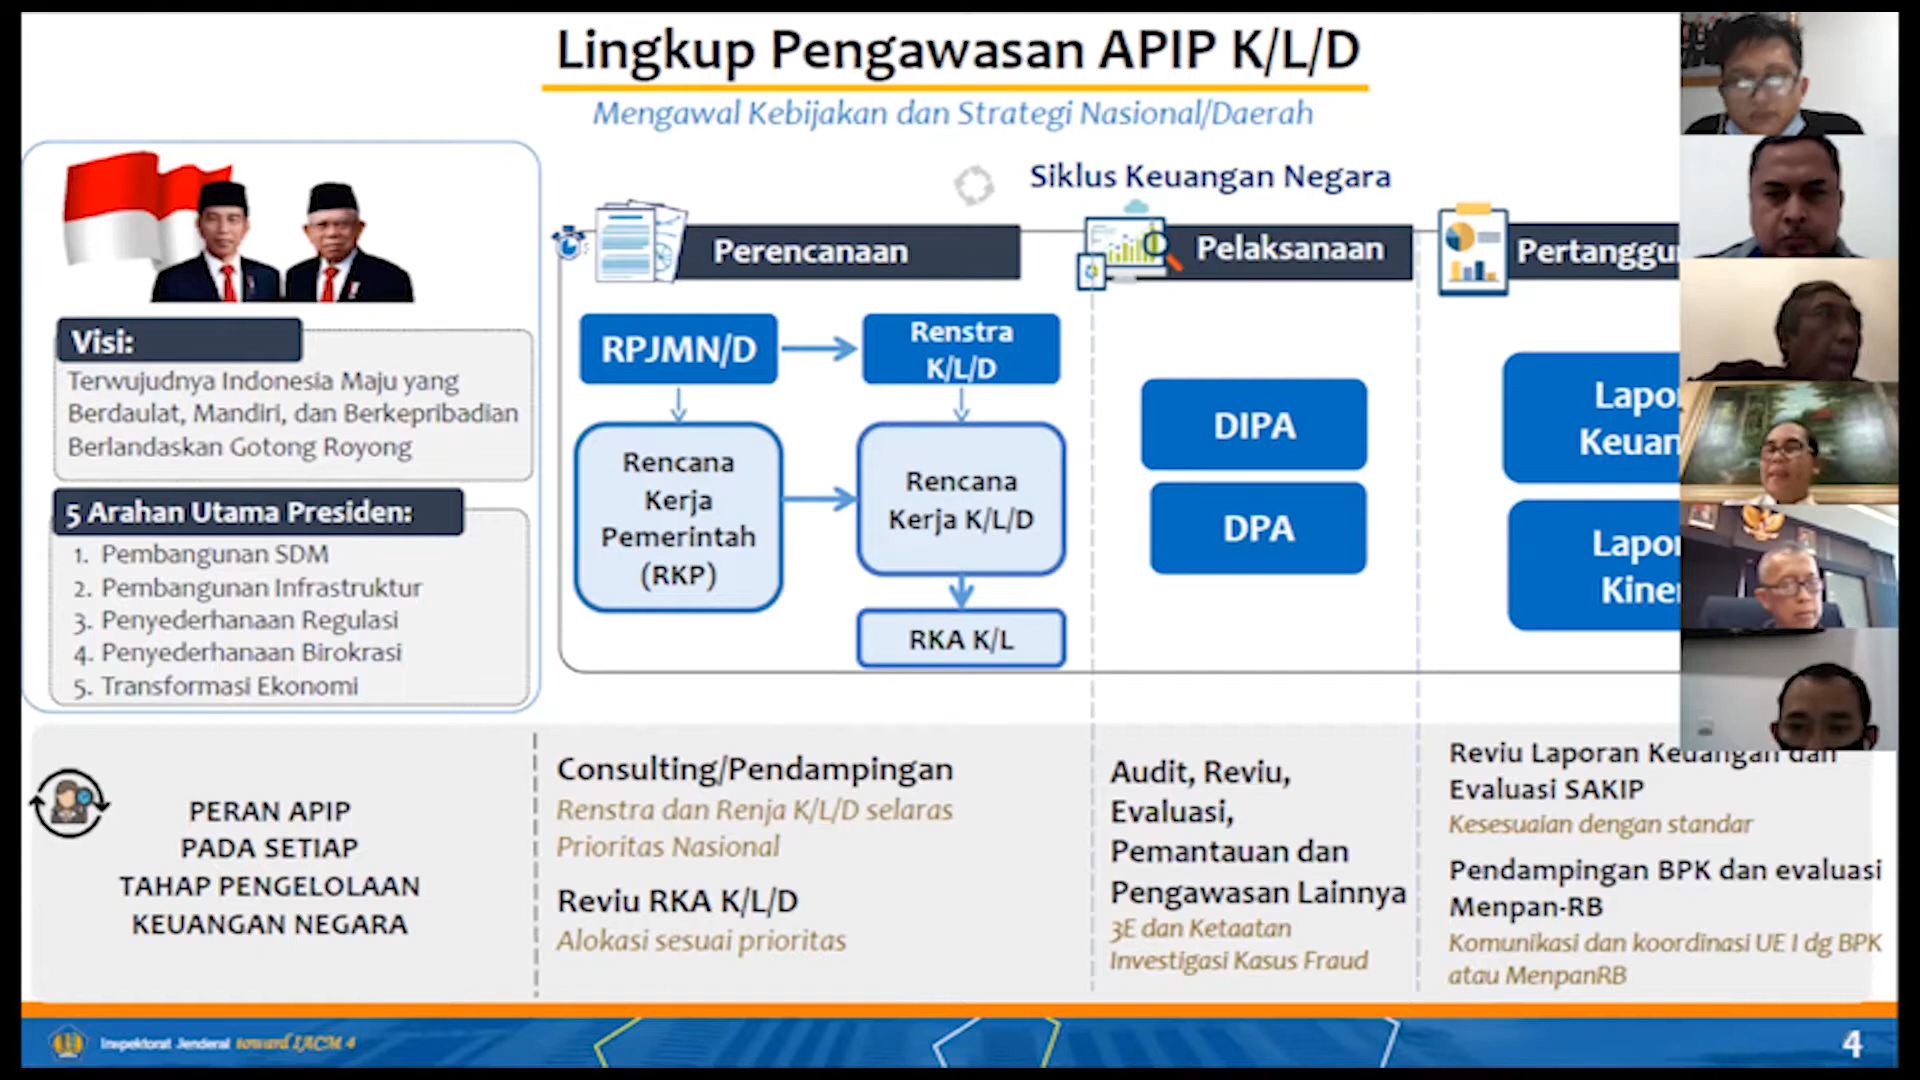 Lingkup Pengawasan APIP K/L/D
Mengawal Kebijakan dan Strategi Nasional/Daerah
Visi:
Terwujudnya Indonesia Maju yang
Berdaulat, Mandiri, dan Berkepribadian
Berlandaskan Gotong Royong
5 Arahan Utama Presiden:
1. Pembangunan SDM
2. Pembangunan Infrastruktur
3. Penyederhanaan Regulasi
4. Penyederhanaan Birokrasi
5. Transformasi Ekonomi
Siklus Keuangan Negara
Perencanaan
RPJMN/D
Renstra
K/L/D
Rencana
Kerja
Pemerintah
(RKP)
Rencana
Kerja K/L/D
RKA K/L
Pelaksanaan
DIPA
DPA
Pertanggu
Lapo
Keuan
Lapo
Kine
PERAN APIP
PADA SETIAP
TAHAP PENGELOLAAN
KEUANGAN NEGARA
Consulting/Pendampingan
Renstra dan Renja K/L/D selaras
Prioritas Nasional
Reviu RKA K/L/D
Alokasi sesuai prioritas
Audit, Reviu,
Evaluasi,
Pemantauan dan
Pengawasan Lainnya
3E dan Ketaatan
Investigasi Kasus Fraud
Reviu Laporan Keuangan dan
Evaluasi SAKIP
Kesesuaian dengan standar
Pendampingan BPK dan evaluasi
Menpan-RB
Komunikasi dan koordinasi UE I dg BPK
atau MenpanRB
Inspektorat Jenderal toward IACM 4
4